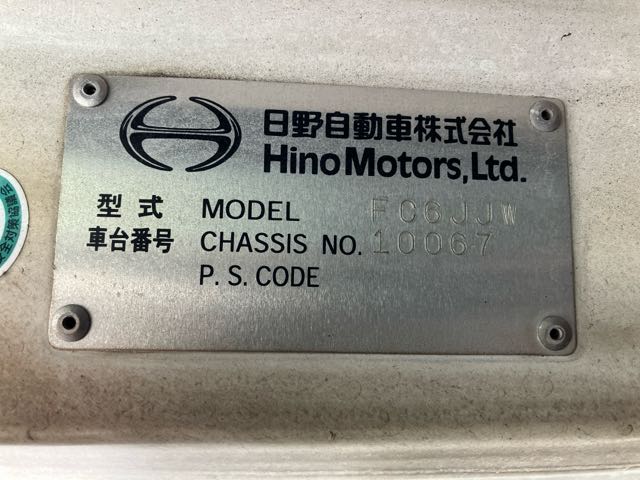 日野自動車株式会社
Hino Motors, Ltd.
型式 MODEL FC6JJW
車台番号 CHASSIS NO. 10067
P. S. CODE